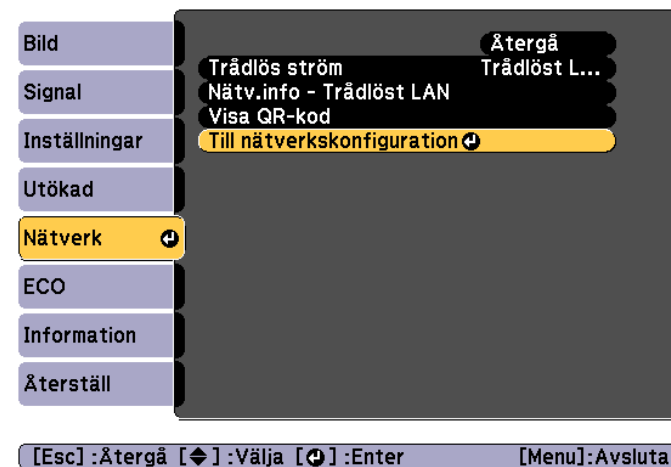 Bild
Signal
Inställningar
Utökad
Nätverk
ECO
Information
Återställ
Återgå
Trådlös ström Trådlöst L...
Nätv.info - Trådlöst LAN
Visa QR-kod
Till nätverkskonfiguration
[Esc]:Återgå [◆]:Välja [⏎]:Enter [Menu]:Avsluta